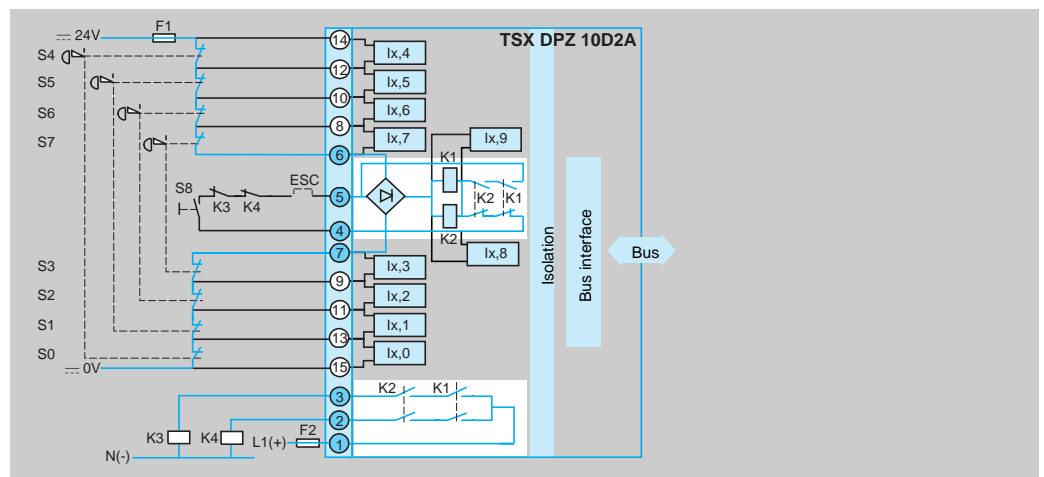 F1
24V
14
TSX DPZ 10D2A
S4
Ix,4
12
S5
Ix,5
10
S6
Ix,6
8
S7
Ix,7
Ix,9
6
K1
S8
ESC
5
K3
K4
K2
K1
4
K2
7
Ix,8
Isolation
Bus interface
Bus
S3
Ix,3
9
S2
Ix,2
11
S1
Ix,1
13
S0
Ix,0
0V
15
K2
K1
3
2
K3
K4
L1(+)
F2
1
N(-)